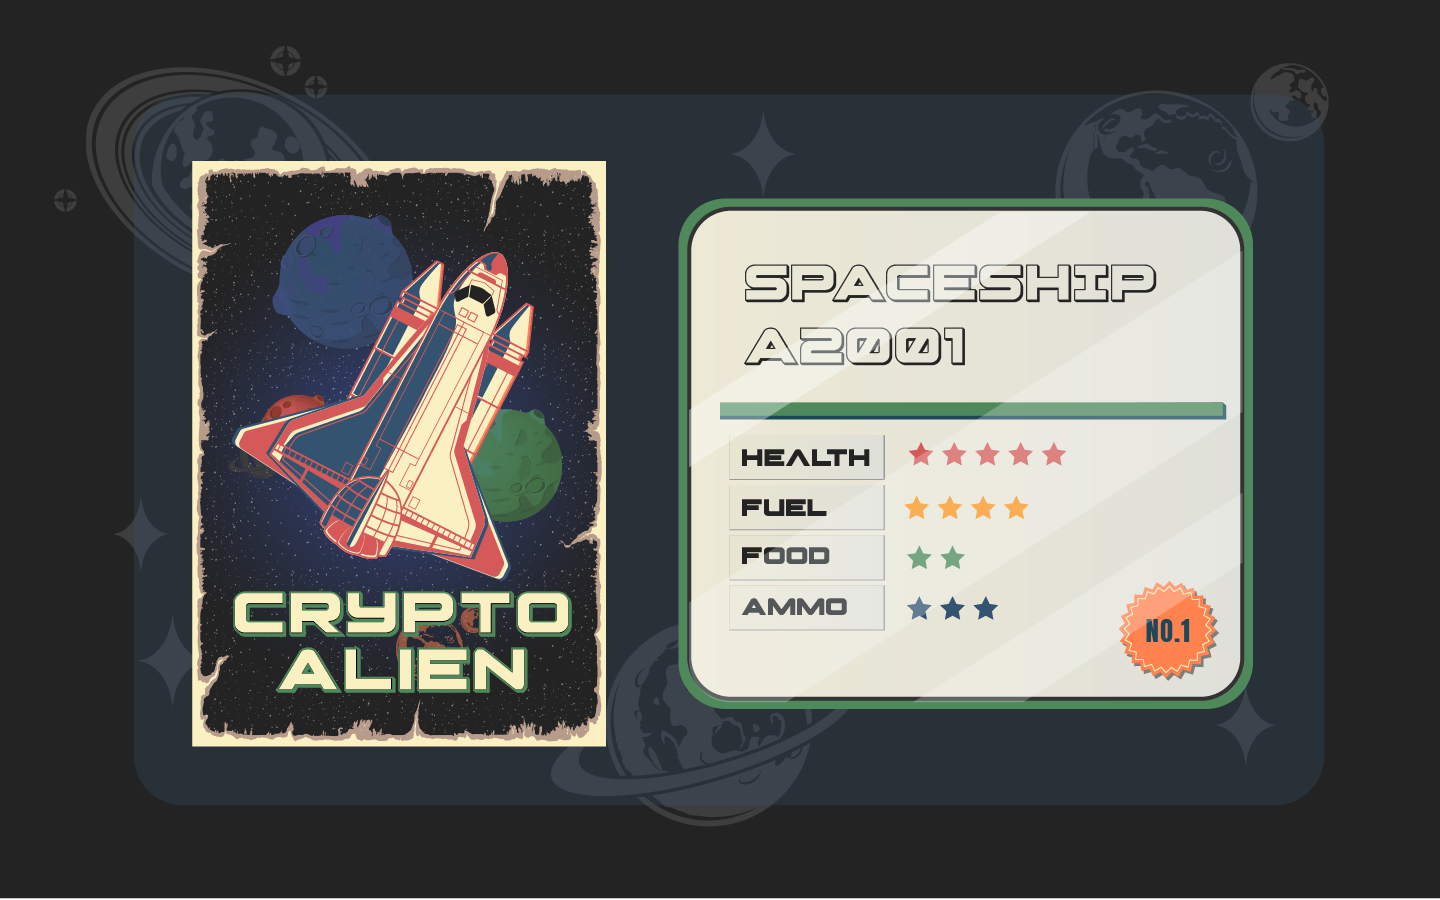 CRYPTO
ALIEN
SPACESHIP
A2001
HEALTH
FUEL
FOOD
AMMO
NO.1